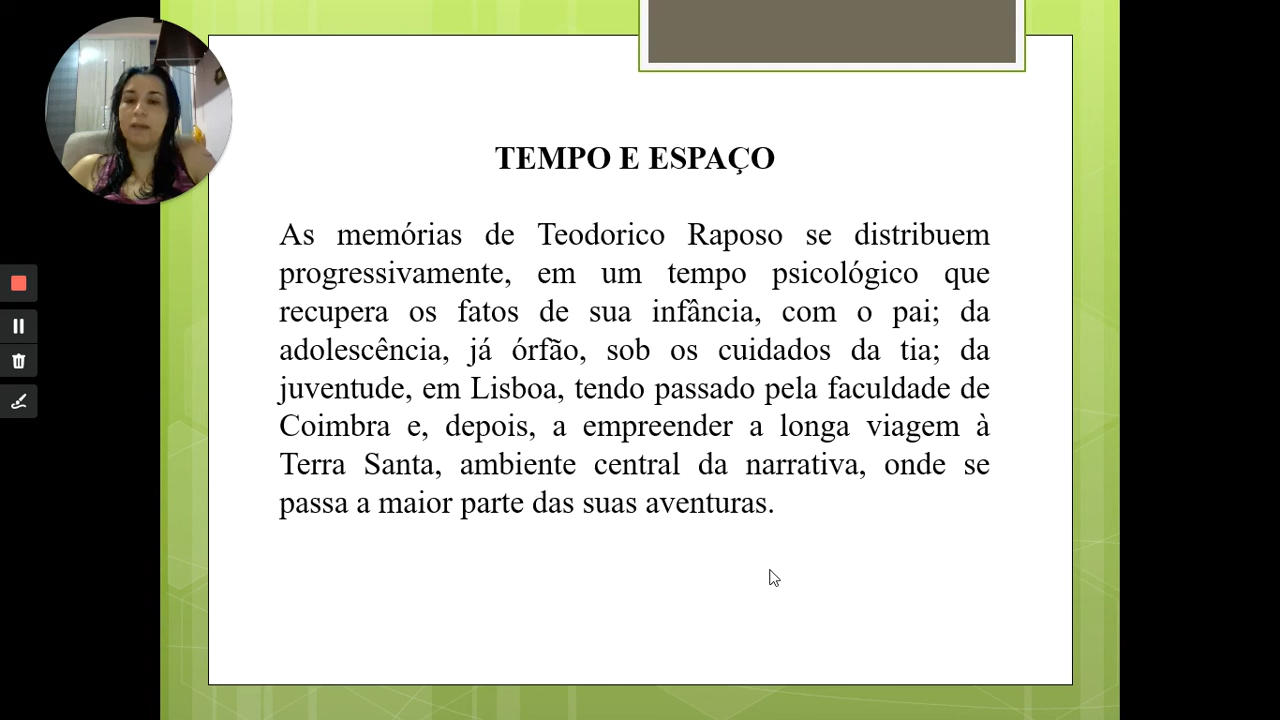 TEMPO E ESPAÇO
As memórias de Teodorico Raposo se distribuem
progressivamente, em um tempo psicológico que
recupera os fatos de sua infância, com o pai; da
adolescência, já órfão, sob os cuidados da tia; da
juventude, em Lisboa, tendo passado pela faculdade de
Coimbra e, depois, a empreender a longa viagem à
Terra Santa, ambiente central da narrativa, onde se
passa a maior parte das suas aventuras.